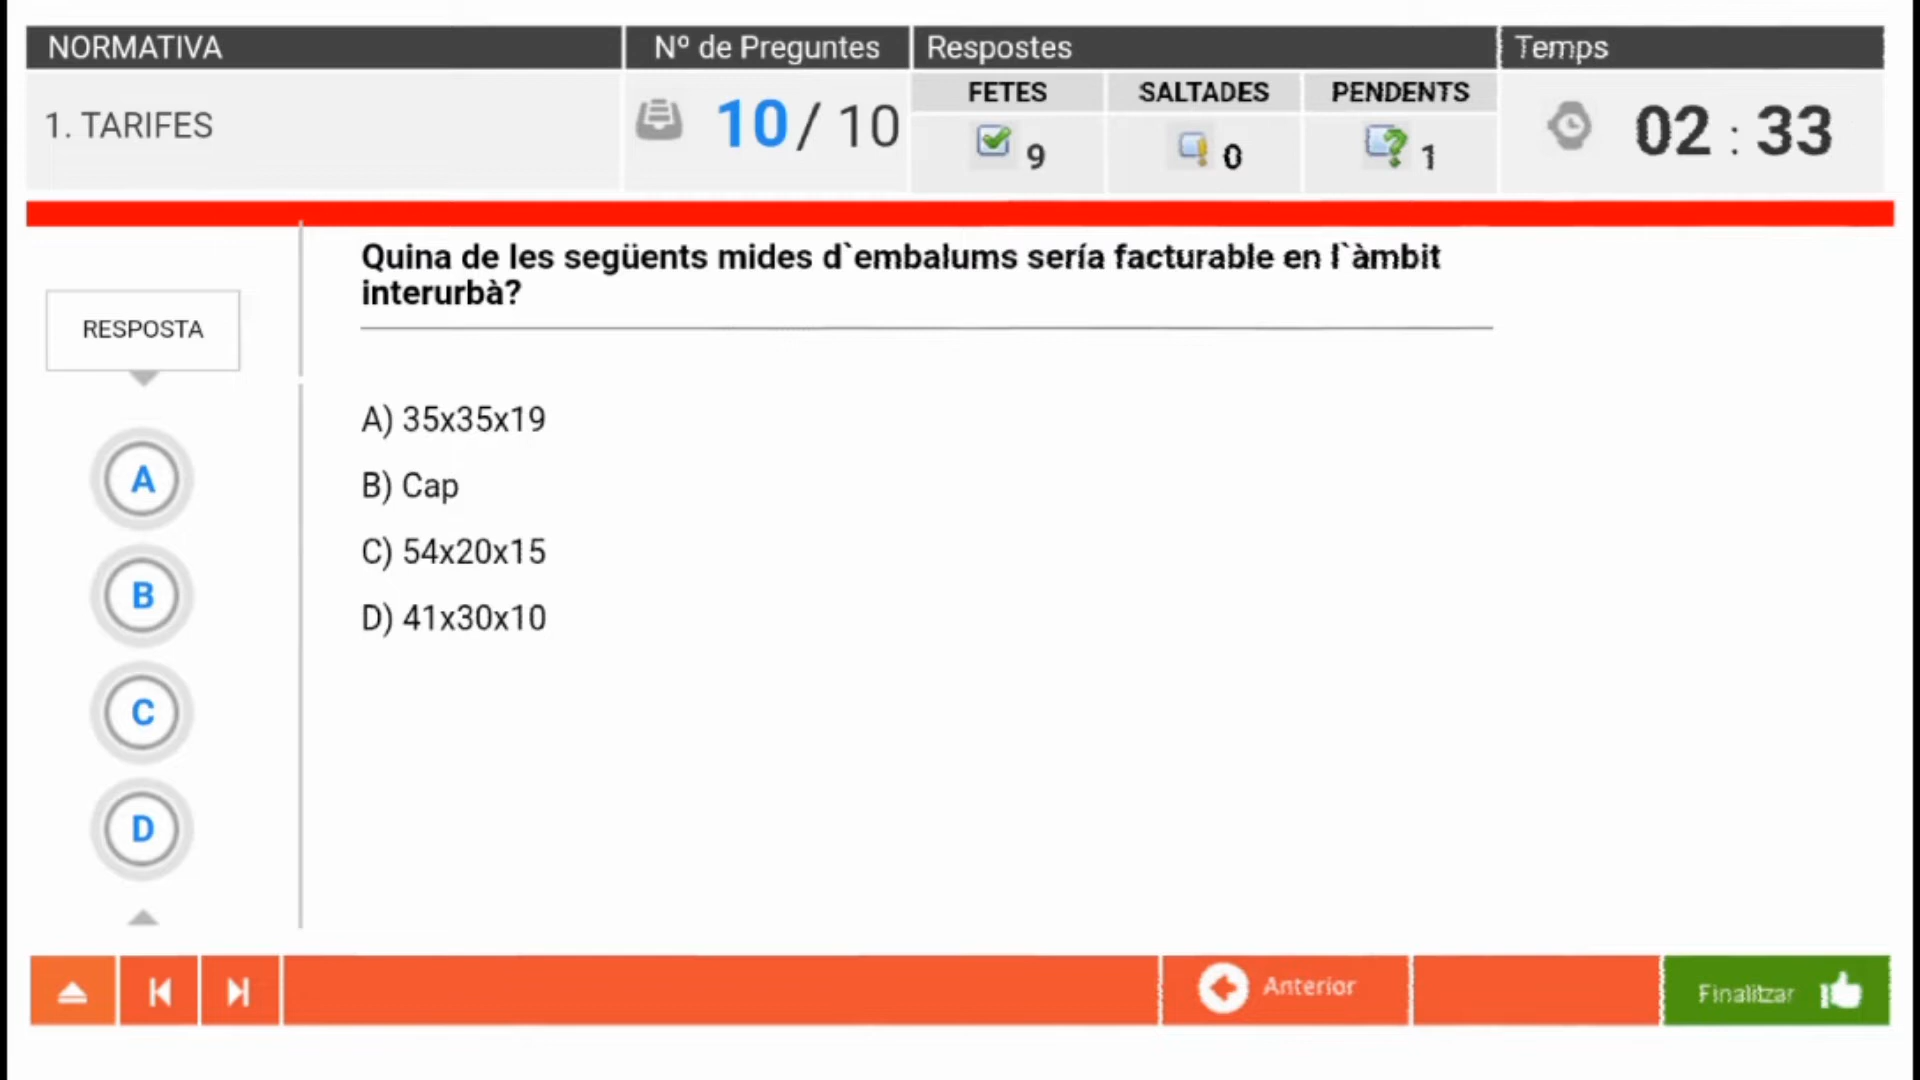 NORMATIVA
Nº de Preguntes
Respostes
Temps
1. TARIFES
10/ 10
FETES
SALTADES
PENDENTS
9
0
1
02 : 33
Quina de les següents mides d`embalums sería facturable en l`àmbit
interurbà?
RESPOSTA
A) 35x35x19
B) Cap
C) 54x20x15
D) 41x30x10
A
B
C
D
Anterior
Finalitzar